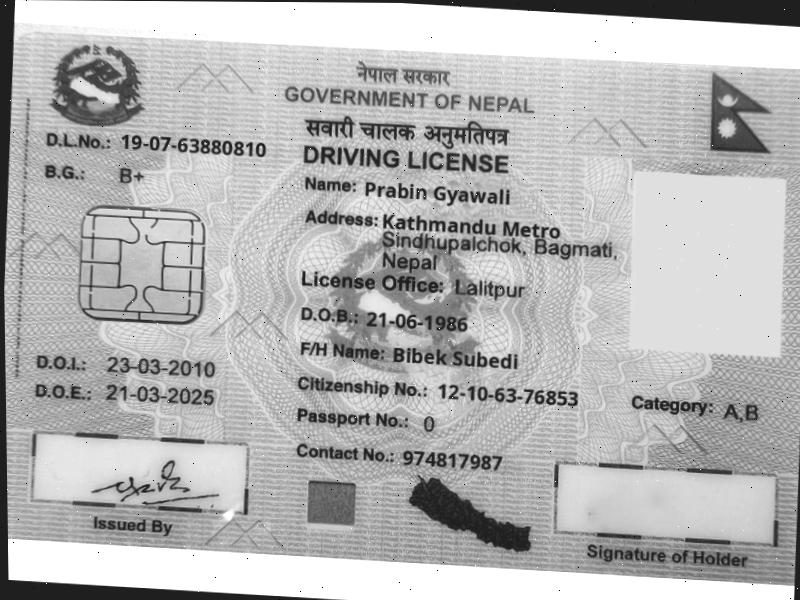 नेपाल सरकार
GOVERNMENT OF NEPAL
सवारी चालक अनुमतिपत्र
DRIVING LICENSE
D.L.No.: 19-07-63880810
B.G.: B+
Name: Prabin Gyawali
Address: Kathmandu Metro
Sindhupalchok, Bagmati,
Nepal
License Office: Lalitpur
D.O.B.: 21-06-1986
F/H Name: Bibek Subedi
D.O.I.: 23-03-2010
D.O.E.: 21-03-2025
Citizenship No.: 12-10-63-76853
Category: A,B
Passport No.: 0
Contact No.: 974817987
Issued By
Signature of Holder